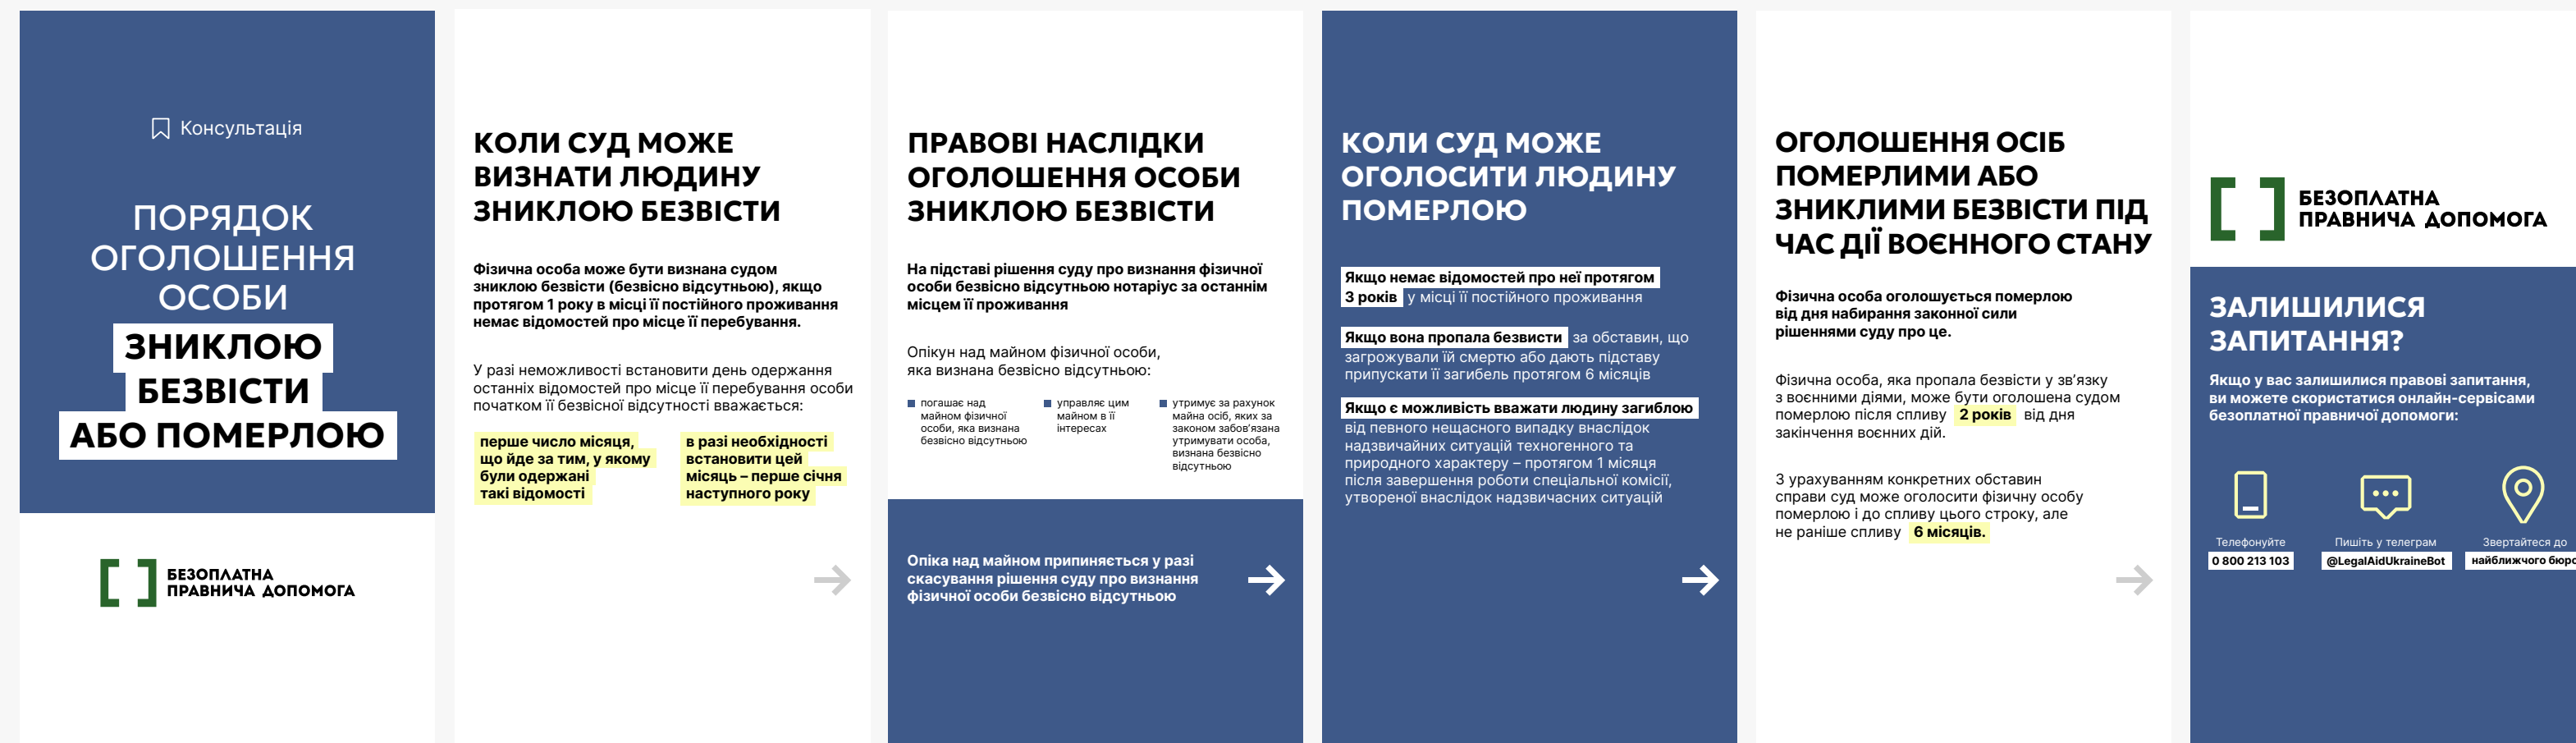 Консультація
ПОРЯДОК
ОГОЛОШЕННЯ
ОСОБИ
ЗНИКЛОЮ
БЕЗВІСТИ
АБО ПОМЕРЛОЮ
БЕЗОПЛАТНА
ПРАВНИЧА ДОПОМОГА
КОЛИ СУД МОЖЕ
ВИЗНАТИ ЛЮДИНУ
ЗНИКЛОЮ БЕЗВІСТИ
Фізична особа може бути визнана судом
зниклою безвісти (безвісно відсутньою), якщо
протягом 1 року в місці її постійного проживання
немає відомостей про місце її перебування.
У разі неможливості встановити день одержання
останніх відомостей про місце її перебування особи
початком її безвісної відсутності вважається:
перше число місяця,
що йде за тим, у якому
були одержані
такі відомості
в разі необхідності
встановити цей
місяць – перше січня
наступного року
ПРАВОВІ НАСЛІДКИ
ОГОЛОШЕННЯ ОСОБИ
ЗНИКЛОЮ БЕЗВІСТИ
На підставі рішення суду про визнання фізичної
особи безвісно відсутньою нотаріус за останнім
місцем її проживання
Опікун над майном фізичної особи,
яка визнана безвісно відсутньою:
погашає над
майном фізичної
особи, яка визнана
безвісно відсутньою
управляє цим
майном в її
інтересах
утримує за рахунок
майна осіб, яких за
законом забов’язана
утримувати особа,
визнана безвісно
відсутньою
Опіка над майном припиняється у разі
скасування рішення суду про визнання
фізичної особи безвісно відсутньою
КОЛИ СУД МОЖЕ
ОГОЛОСИТИ ЛЮДИНУ
ПОМЕРЛОЮ
Якщо немає відомостей про неї протягом
3 років у місці її постійного проживання
Якщо вона пропала безвисти за обставин, що
загрожували їй смертю або дають підставу
припускати її загибель протягом 6 місяців
Якщо є можливість вважати людину загиблою
від певного нещасного випадку внаслідок
надзвичайних ситуацій техногенного та
природного характеру – протягом 1 місяця
після завершення роботи спеціальної комісії,
утвореної внаслідок надзвичасних ситуацій
ОГОЛОШЕННЯ ОСІБ
ПОМЕРЛИМИ АБО
ЗНИКЛИМИ БЕЗВІСТИ ПІД
ЧАС ДІЇ ВОЄННОГО СТАНУ
Фізична особа оголошується померлою
від дня набирання законної сили
рішеннями суду про це.
Фізична особа, яка пропала безвісти у зв’язку
з воєнними діями, може бути оголошена судом
померлою після спливу 2 років від дня
закінчення воєнних дій.
З урахуванням конкретних обставин
справи суд може оголосити фізичну особу
померлою і до спливу цього строку, але
не раніше спливу 6 місяців.
БЕЗОПЛАТНА
ПРАВНИЧА ДОПОМОГА
ЗАЛИШИЛИСЯ
ЗАПИТАННЯ?
Якщо у вас залишилися правові запитання,
ви можете скористатися онлайн-сервісами
безоплатної правничої допомоги:
Телефонуйте
0 800 213 103
Пишіть у телеграм
@LegalAidUkraineBot
Звертайтеся до
найближчого бюро